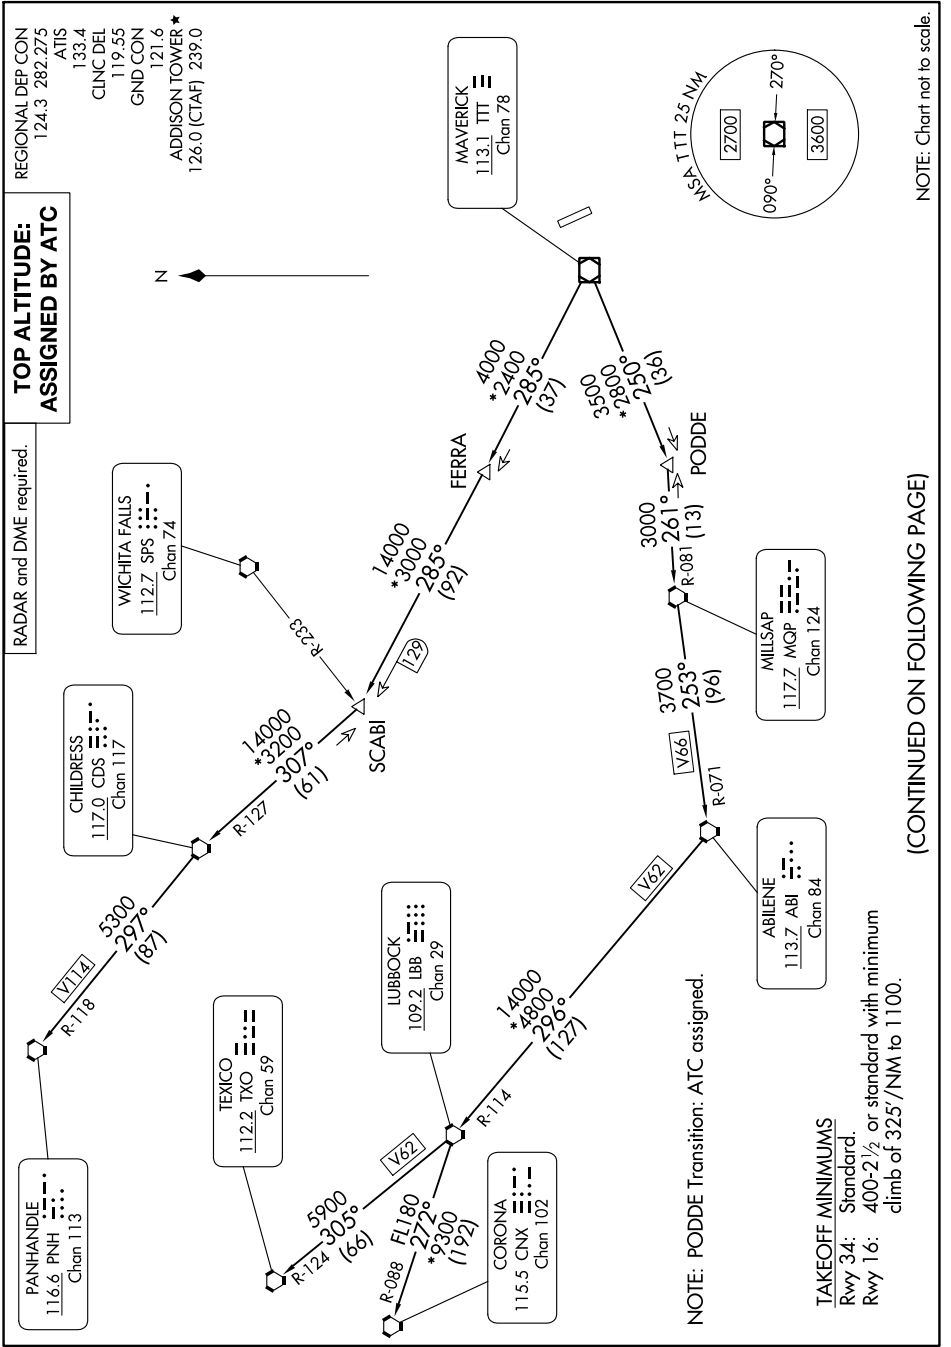 REGIONAL DEP CON
124.3 282.275
ATIS
133.4
CLNC DEL
119.55
GND CON
121.6
ADDISON TOWER★
126.0 (CTAF) 239.0
TOP ALTITUDE:
ASSIGNED BY ATC
RADAR and DME required.
N
MAVERICK
113.1 TTT
Chan 78
MSA TTT 25 NM
2700
090°
270°
3600
NOTE: Chart not to scale.
4000
*2400
285°
(37)
3500
*2800
250°
(36)
FERRA
PODDE
WICHITA FALLS
112.7 SPS
Chan 74
R-233
14000
*3000
285°
(92)
129
3000
261°
(13)
R-081
MILLSAP
117.7 MQP
Chan 124
SCABI
CHILDRESS
117.0 CDS
Chan 117
14000
*3200
307°
(61)
R-127
3700
253°
(96)
V66
R-071
ABILENE
113.7 ABI
Chan 84
5300
297°
(87)
V114
R-118
PANHANDLE
116.6 PNH
Chan 113
LUBBOCK
109.2 LBB
Chan 29
V62
14000
*4800
296°
(127)
R-114
TEXICO
112.2 TXO
Chan 59
V62
5900
305°
(66)
R-124
FL180
272°
*9300
(192)
R-088
CORONA
115.5 CNX
Chan 102
NOTE: PODDE Transition: ATC assigned.
TAKEOFF MINIMUMS
Rwy 34: Standard.
Rwy 16: 400-2½ or standard with minimum
climb of 325'/NM to 1100.
(CONTINUED ON FOLLOWING PAGE)